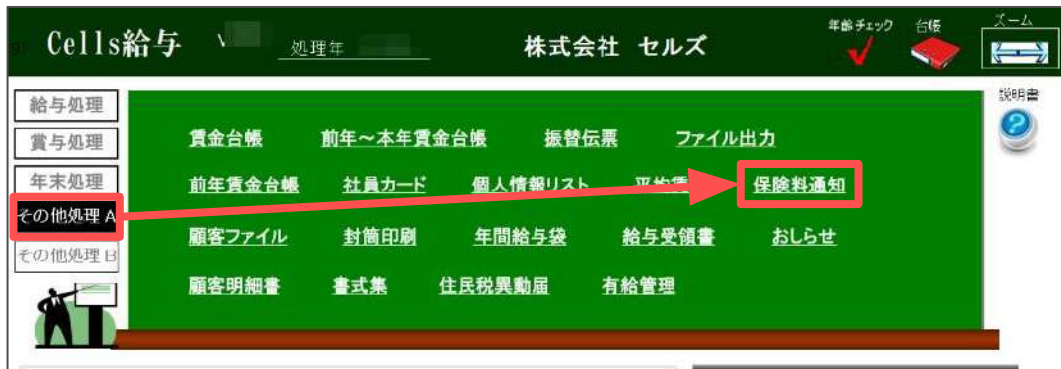 Cells給与 V 処理年 株式会社 セルズ 年齢チェック 台帳 ズーム
説明書
給与処理
賞与処理
年末処理
その他処理 A
その他処理 B
賃金台帳 前年～本年賃金台帳 振替伝票 ファイル出力
前年賃金台帳 社員カード 個人情報リスト 保険料通知
顧客ファイル 封筒印刷 年間給与袋 給与受領書 おしらせ
顧客明細書 書式集 住民税異動届 有給管理